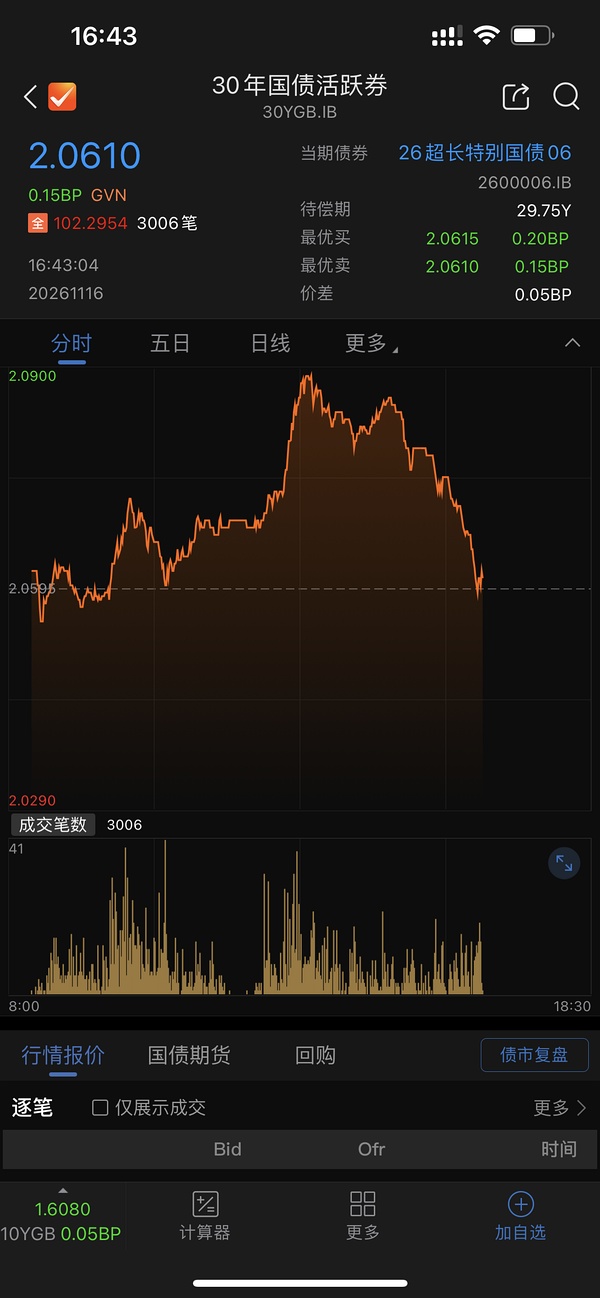 16:43
30年国债活跃券
30YGB.IB
2.0610
0.15BP GVN
全 102.2954 3006笔
16:43:04
20261116
当期债券 26超长特别国债06
2600006.IB
待偿期 29.75Y
最优买 2.0615 0.20BP
最优卖 2.0610 0.15BP
价差 0.05BP
分时 五日 日线 更多
2.0900
2.0595
2.0290
成交笔数 3006
41
8:00 18:30
行情报价 国债期货 回购 债市复盘
逐笔 仅展示成交 更多
Bid Ofr 时间
1.6080
10YGB 0.05BP
计算器 更多 加自选